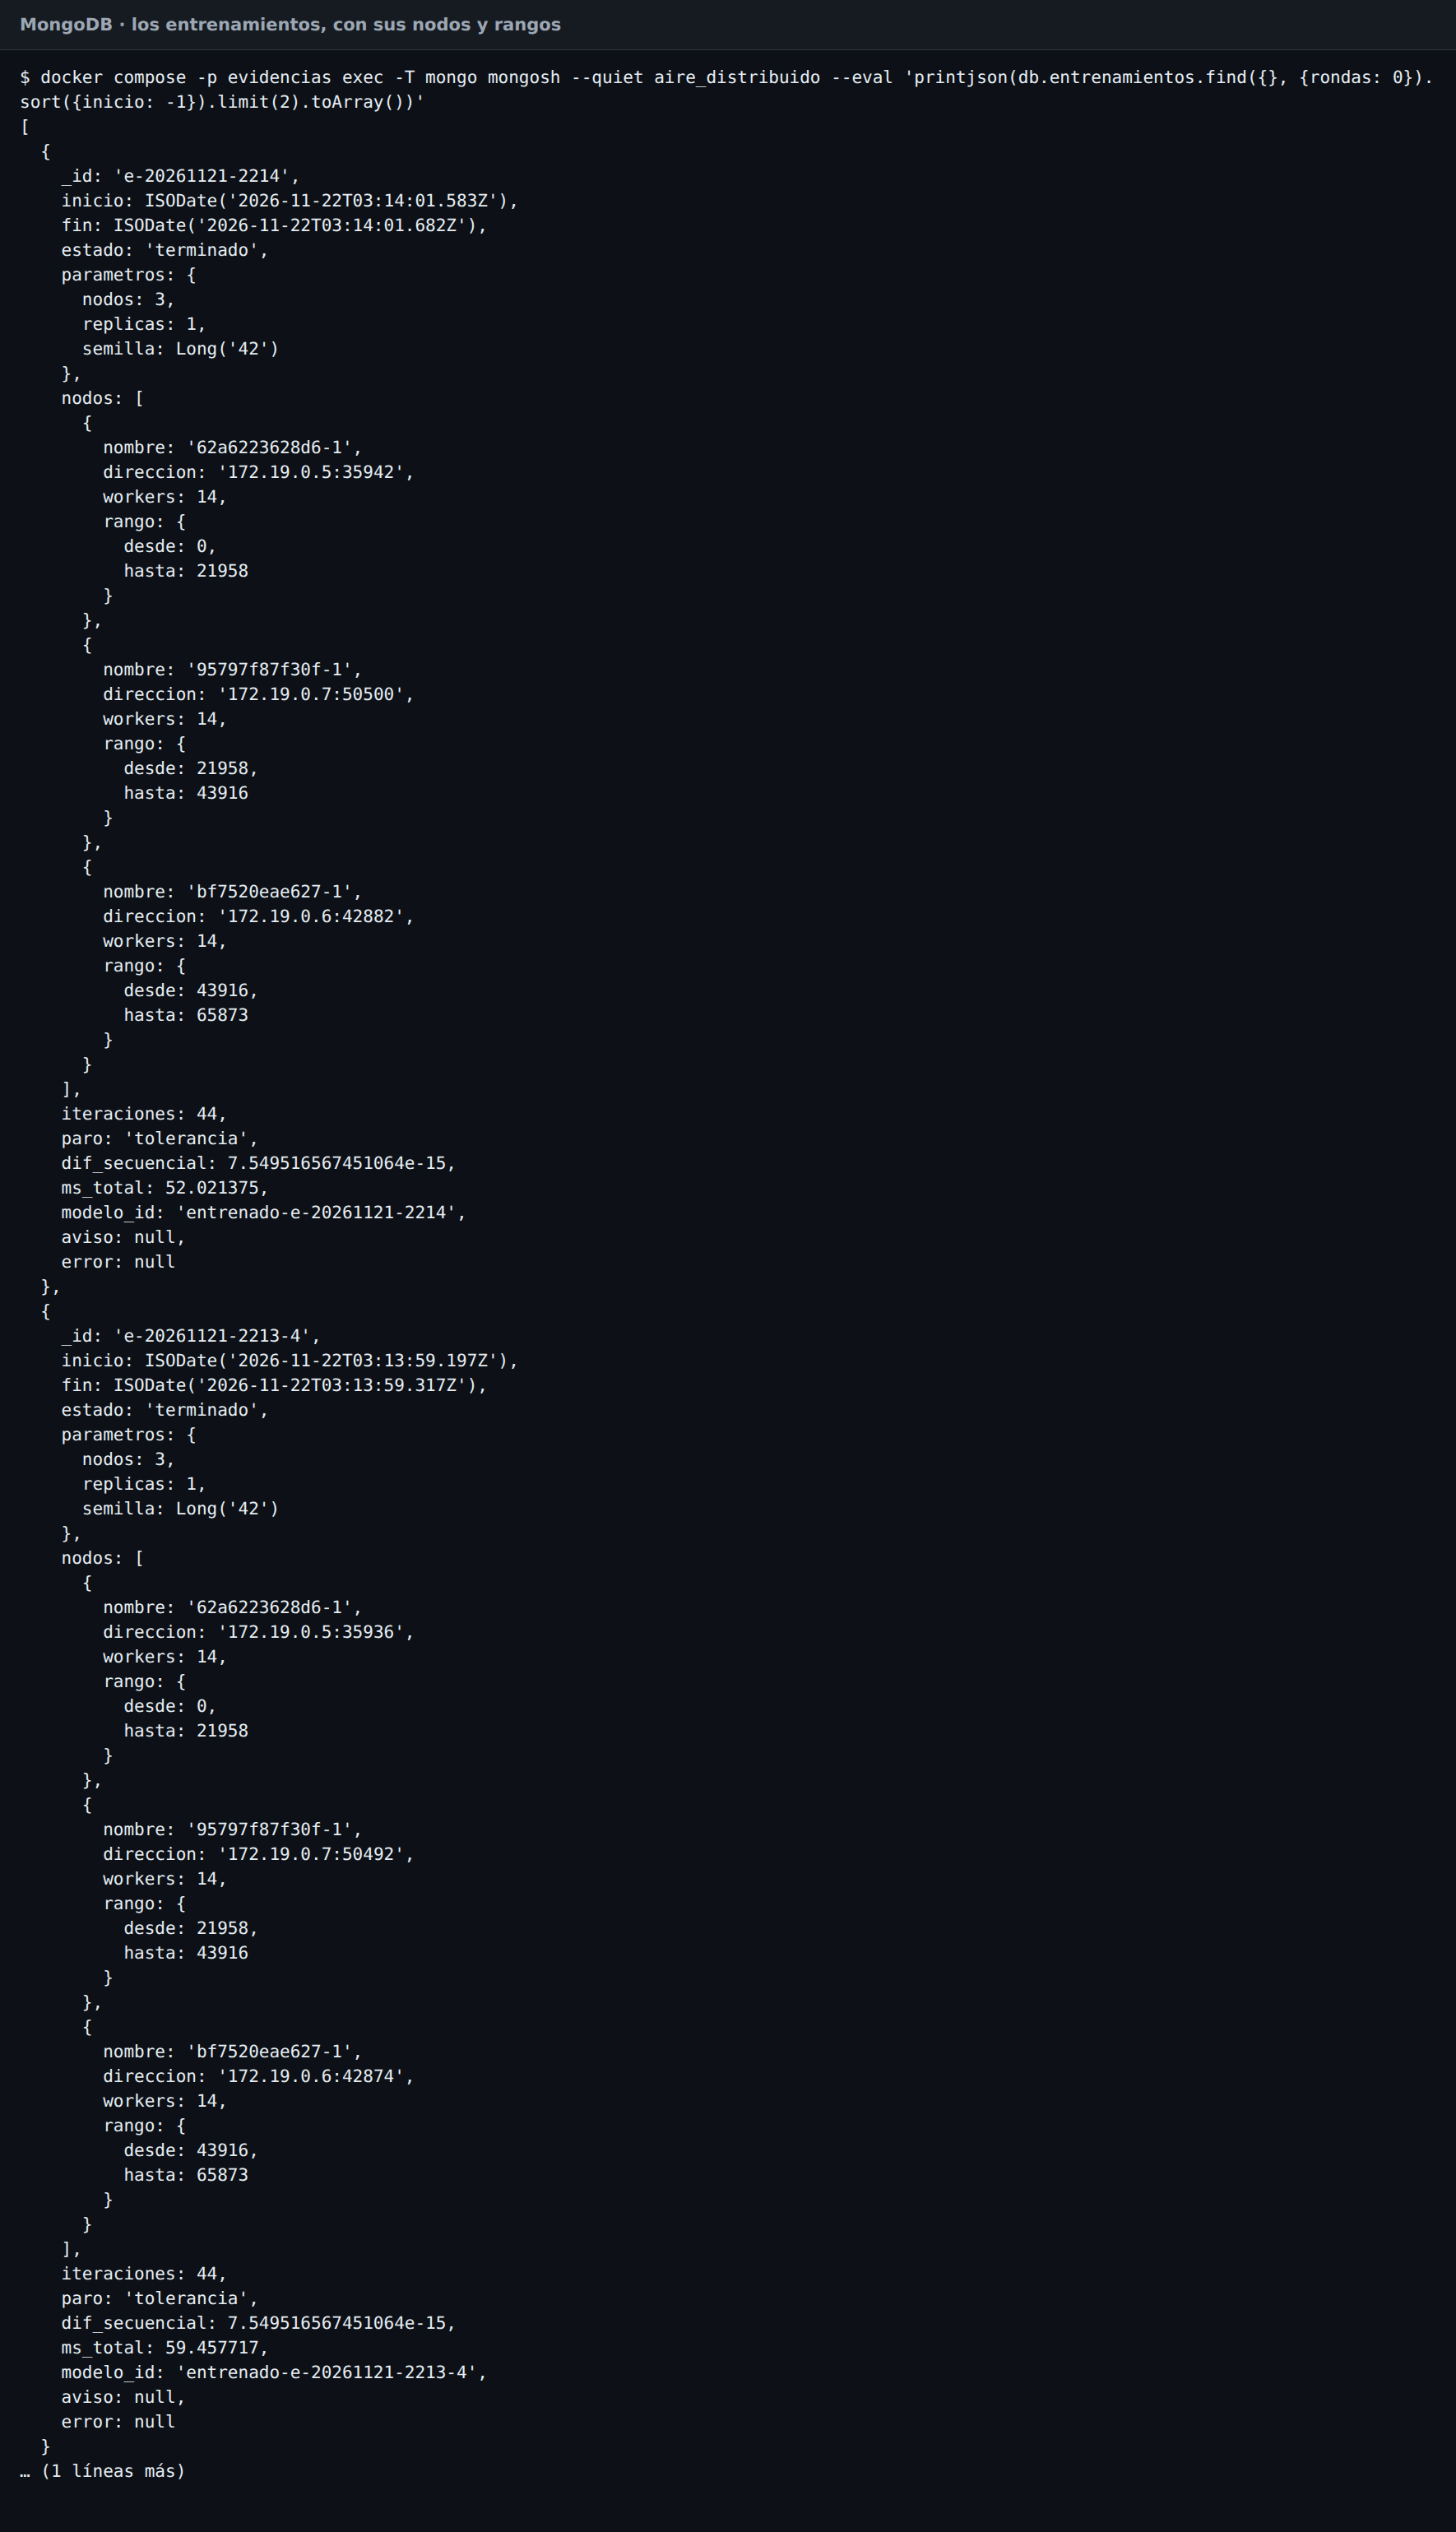 MongoDB · los entrenamientos, con sus nodos y rangos
$ docker compose -p evidencias exec -T mongo mongosh --quiet aire_distribuido --eval 'printjson(db.entrenamientos.find({}, {rondas: 0}).
sort({inicio: -1}).limit(2).toArray())'
[
  {
    _id: 'e-20261121-2214',
    inicio: ISODate('2026-11-22T03:14:01.583Z'),
    fin: ISODate('2026-11-22T03:14:01.682Z'),
    estado: 'terminado',
    parametros: {
      nodos: 3,
      replicas: 1,
      semilla: Long('42')
    },
    nodos: [
      {
        nombre: '62a6223628d6-1',
        direccion: '172.19.0.5:35942',
        workers: 14,
        rango: {
          desde: 0,
          hasta: 21958
        }
      },
      {
        nombre: '95797f87f30f-1',
        direccion: '172.19.0.7:50500',
        workers: 14,
        rango: {
          desde: 21958,
          hasta: 43916
        }
      },
      {
        nombre: 'bf7520eae627-1',
        direccion: '172.19.0.6:42882',
        workers: 14,
        rango: {
          desde: 43916,
          hasta: 65873
        }
      }
    ],
    iteraciones: 44,
    paro: 'tolerancia',
    dif_secuencial: 7.549516567451064e-15,
    ms_total: 52.021375,
    modelo_id: 'entrenado-e-20261121-2214',
    aviso: null,
    error: null
  },
  {
    _id: 'e-20261121-2213-4',
    inicio: ISODate('2026-11-22T03:13:59.197Z'),
    fin: ISODate('2026-11-22T03:13:59.317Z'),
    estado: 'terminado',
    parametros: {
      nodos: 3,
      replicas: 1,
      semilla: Long('42')
    },
    nodos: [
      {
        nombre: '62a6223628d6-1',
        direccion: '172.19.0.5:35936',
        workers: 14,
        rango: {
          desde: 0,
          hasta: 21958
        }
      },
      {
        nombre: '95797f87f30f-1',
        direccion: '172.19.0.7:50492',
        workers: 14,
        rango: {
          desde: 21958,
          hasta: 43916
        }
      },
      {
        nombre: 'bf7520eae627-1',
        direccion: '172.19.0.6:42874',
        workers: 14,
        rango: {
          desde: 43916,
          hasta: 65873
        }
      }
    ],
    iteraciones: 44,
    paro: 'tolerancia',
    dif_secuencial: 7.549516567451064e-15,
    ms_total: 59.457717,
    modelo_id: 'entrenado-e-20261121-2213-4',
    aviso: null,
    error: null
  }
… (1 líneas más)